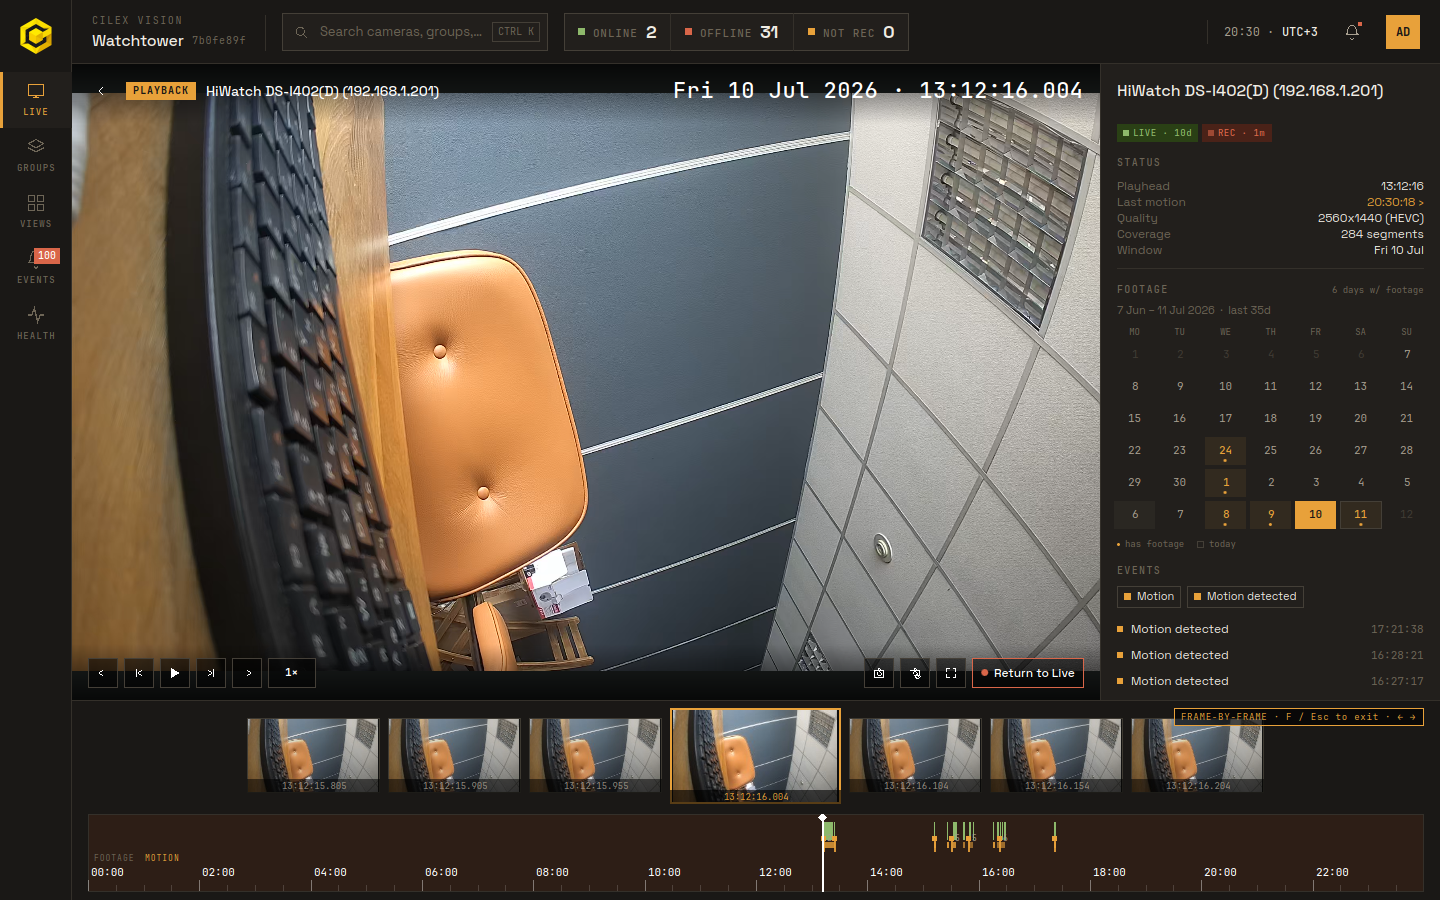 CILEX VISION
Watchtower 7b0fe89f
Search cameras, groups,... CTRL K
ONLINE 2 OFFLINE 31 NOT REC 0
20:30 · UTC+3
AD
LIVE
GROUPS
VIEWS
100
EVENTS
HEALTH
PLAYBACK HiWatch DS-I402(D) (192.168.1.201)
Fri 10 Jul 2026 · 13:12:16.004
1×
Return to Live
HiWatch DS-I402(D) (192.168.1.201)
LIVE · 10d REC · 1m
STATUS
Playhead 13:12:16
Last motion 20:30:18 >
Quality 2560x1440 (HEVC)
Coverage 284 segments
Window Fri 10 Jul
FOOTAGE 6 days w/ footage
7 Jun – 11 Jul 2026 · last 35d
MO TU WE TH FR SA SU
1 2 3 4 5 6 7
8 9 10 11 12 13 14
15 16 17 18 19 20 21
22 23 24 25 26 27 28
29 30 1 2 3 4 5
6 7 8 9 10 11 12
has footage today
EVENTS
Motion Motion detected
Motion detected 17:21:38
Motion detected 16:28:21
Motion detected 16:27:17
FRAME-BY-FRAME · F / Esc to exit · ← →
13:12:15.805 13:12:15.905 13:12:15.955 13:12:16.004 13:12:16.104 13:12:16.154 13:12:16.204
FOOTAGE MOTION
00:00 02:00 04:00 06:00 08:00 10:00 12:00 14:00 16:00 18:00 20:00 22:00